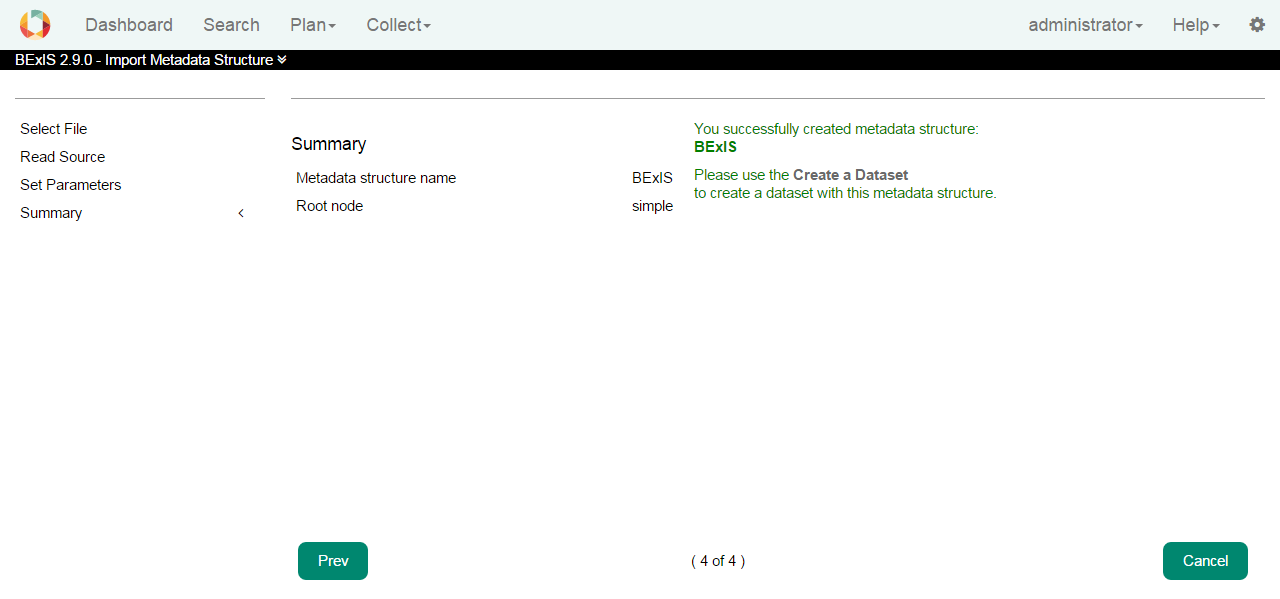 Dashboard Search Plan Collect administrator Help
BExIS 2.9.0 - Import Metadata Structure
Select File
Read Source
Set Parameters
Summary
Summary
Metadata structure name BExIS
Root node simple
You successfully created metadata structure:
BExIS
Please use the Create a Dataset
to create a dataset with this metadata structure.
Prev ( 4 of 4 ) Cancel